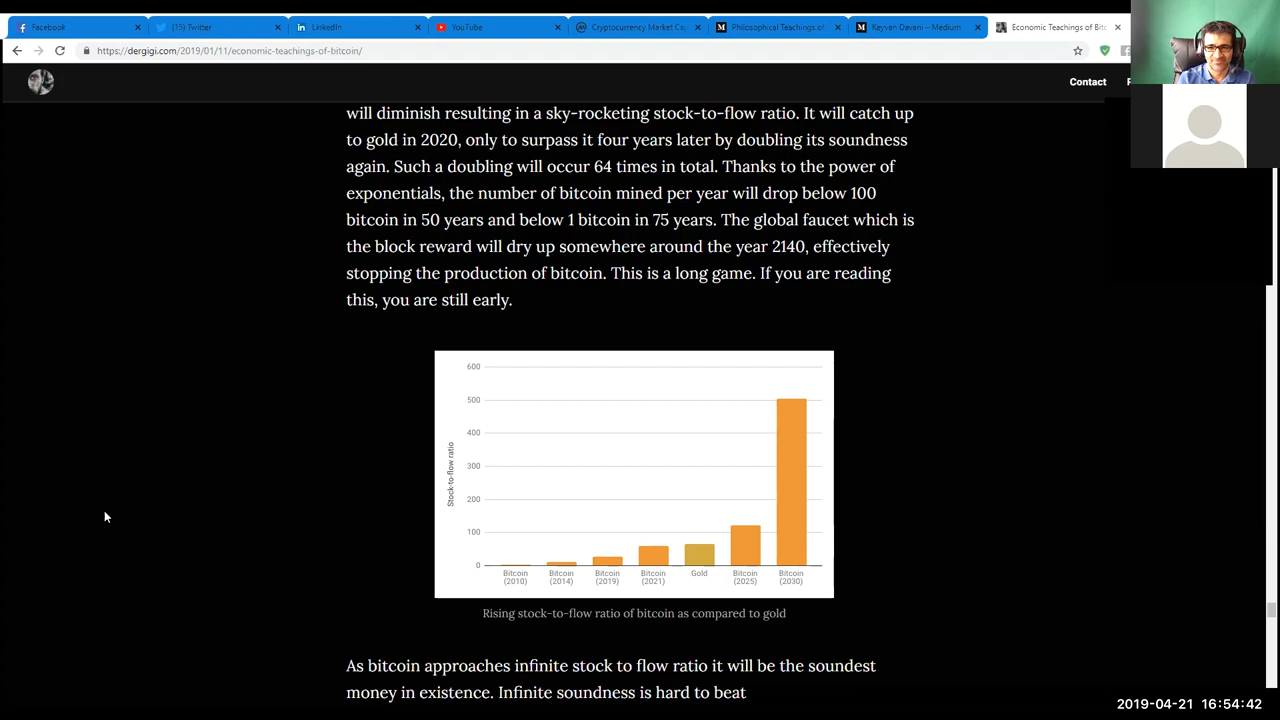 Facebook
(15) Twitter
LinkedIn
YouTube
Cryptocurrency Market Ca
Philosophical Teachings of
Keyvan Davani – Medium
Economic Teachings of Bitc
https://dergigi.com/2019/01/11/economic-teachings-of-bitcoin/
Contact
will diminish resulting in a sky-rocketing stock-to-flow ratio. It will catch up
to gold in 2020, only to surpass it four years later by doubling its soundness
again. Such a doubling will occur 64 times in total. Thanks to the power of
exponentials, the number of bitcoin mined per year will drop below 100
bitcoin in 50 years and below 1 bitcoin in 75 years. The global faucet which is
the block reward will dry up somewhere around the year 2140, effectively
stopping the production of bitcoin. This is a long game. If you are reading
this, you are still early.
600
500
400
300
200
100
0
Stock-to-flow ratio
Bitcoin Bitcoin Bitcoin Bitcoin Gold Bitcoin Bitcoin
(2010) (2014) (2019) (2021) (2025) (2030)
Rising stock-to-flow ratio of bitcoin as compared to gold
As bitcoin approaches infinite stock to flow ratio it will be the soundest
money in existence. Infinite soundness is hard to beat
2019-04-21 16:54:42